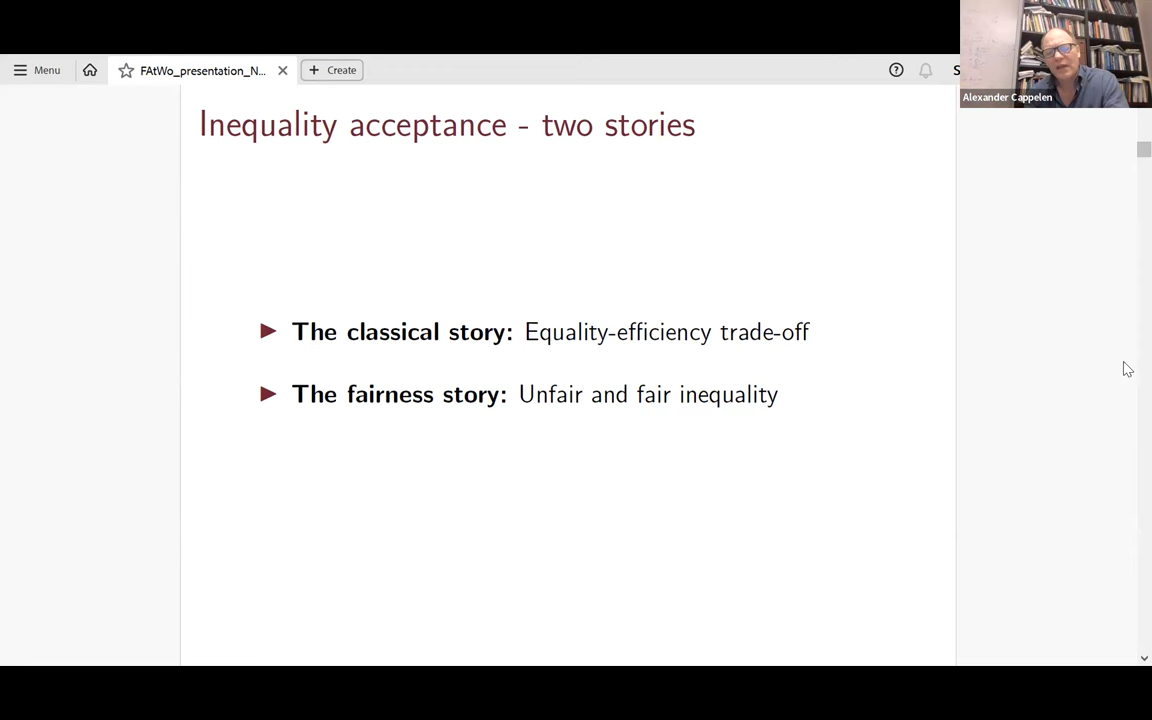 Menu
FAtWo_presentation_N...
Create
S
Alexander Cappelen
Inequality acceptance - two stories
The classical story: Equality-efficiency trade-off
The fairness story: Unfair and fair inequality